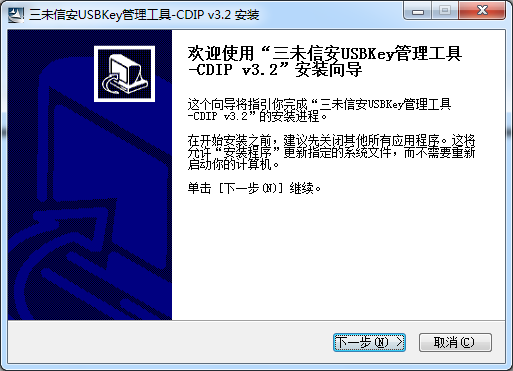 三未信安USBKey管理工具-CDIP v3.2 安装
欢迎使用“三未信安USBKey管理工具
-CDIP v3.2”安装向导
这个向导将指引你完成“三未信安USBKey管理工具
-CDIP v3.2”的安装进程。
在开始安装之前，建议先关闭其他所有应用程序。这将
允许“安装程序”更新指定的系统文件，而不需要重新
启动你的计算机。
单击 [下一步(N)] 继续。
下一步(N) >
取消(C)